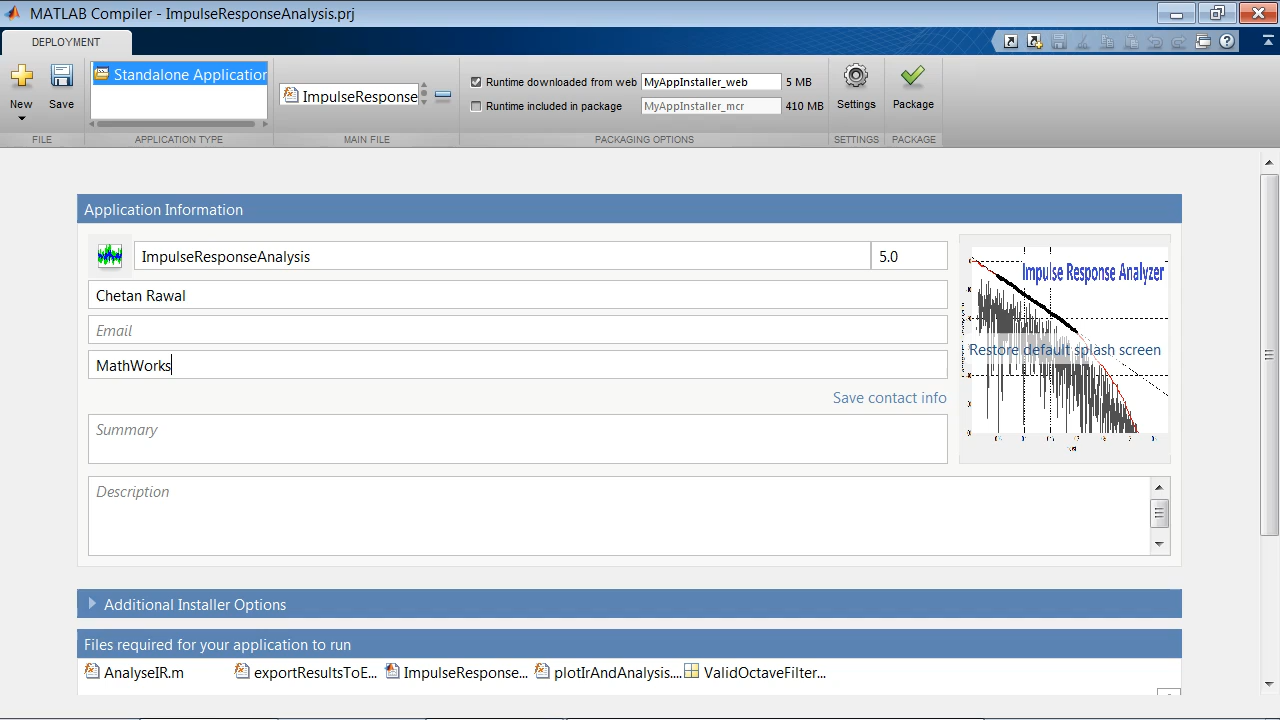 MATLAB Compiler - ImpulseResponseAnalysis.prj
DEPLOYMENT
New
Save
FILE
Standalone Application
APPLICATION TYPE
ImpulseResponse
MAIN FILE
Runtime downloaded from web MyAppInstaller_web 5 MB
Runtime included in package MyAppInstaller_mcr 410 MB
PACKAGING OPTIONS
Settings
SETTINGS
Package
PACKAGE
Application Information
ImpulseResponseAnalysis 5.0
Chetan Rawal
Email
MathWorks
Save contact info
Summary
Description
Impulse Response Analyzer
Restore default splash screen
Additional Installer Options
Files required for your application to run
AnalyseIR.m exportResultsToE... ImpulseResponse... plotIrAndAnalysis.... ValidOctaveFilter...